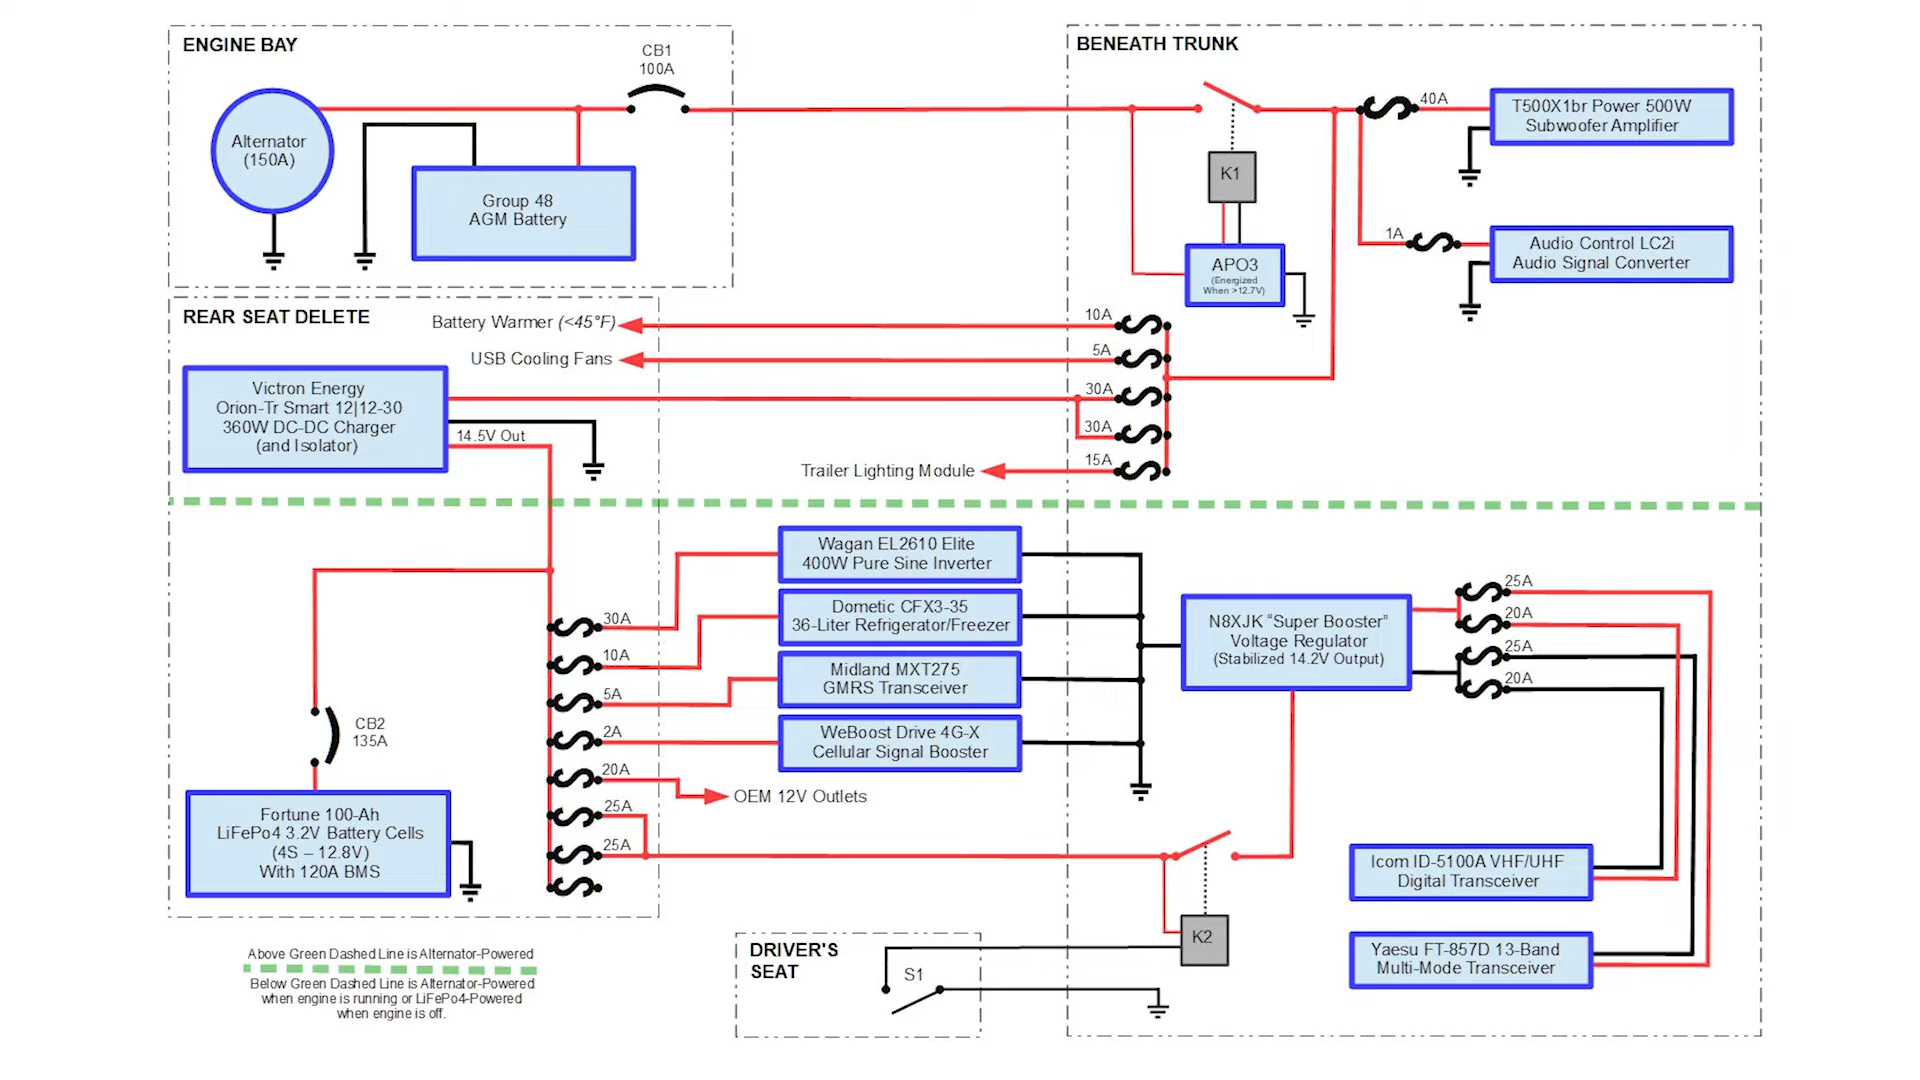 ENGINE BAY
CB1
100A
Alternator
(150A)
Group 48
AGM Battery
BENEATH TRUNK
40A
T500X1br Power 500W
Subwoofer Amplifier
K1
1A
Audio Control LC2i
Audio Signal Converter
APO3
(Energized
When >12.7V)
REAR SEAT DELETE
Battery Warmer (<45°F)
10A
USB Cooling Fans
5A
Victron Energy
Orion-Tr Smart 12|12-30
360W DC-DC Charger
(and Isolator)
30A
14.5V Out
30A
Trailer Lighting Module
15A
Wagan EL2610 Elite
400W Pure Sine Inverter
Dometic CFX3-35
36-Liter Refrigerator/Freezer
Midland MXT275
GMRS Transceiver
WeBoost Drive 4G-X
Cellular Signal Booster
30A
10A
5A
2A
20A
OEM 12V Outlets
25A
25A
CB2
135A
Fortune 100-Ah
LiFePo4 3.2V Battery Cells
(4S – 12.8V)
With 120A BMS
N8XJK “Super Booster”
Voltage Regulator
(Stabilized 14.2V Output)
25A
20A
25A
20A
Icom ID-5100A VHF/UHF
Digital Transceiver
Yaesu FT-857D 13-Band
Multi-Mode Transceiver
K2
DRIVER'S
SEAT
S1
Above Green Dashed Line is Alternator-Powered
Below Green Dashed Line is Alternator-Powered
when engine is running or LiFePo4-Powered
when engine is off.